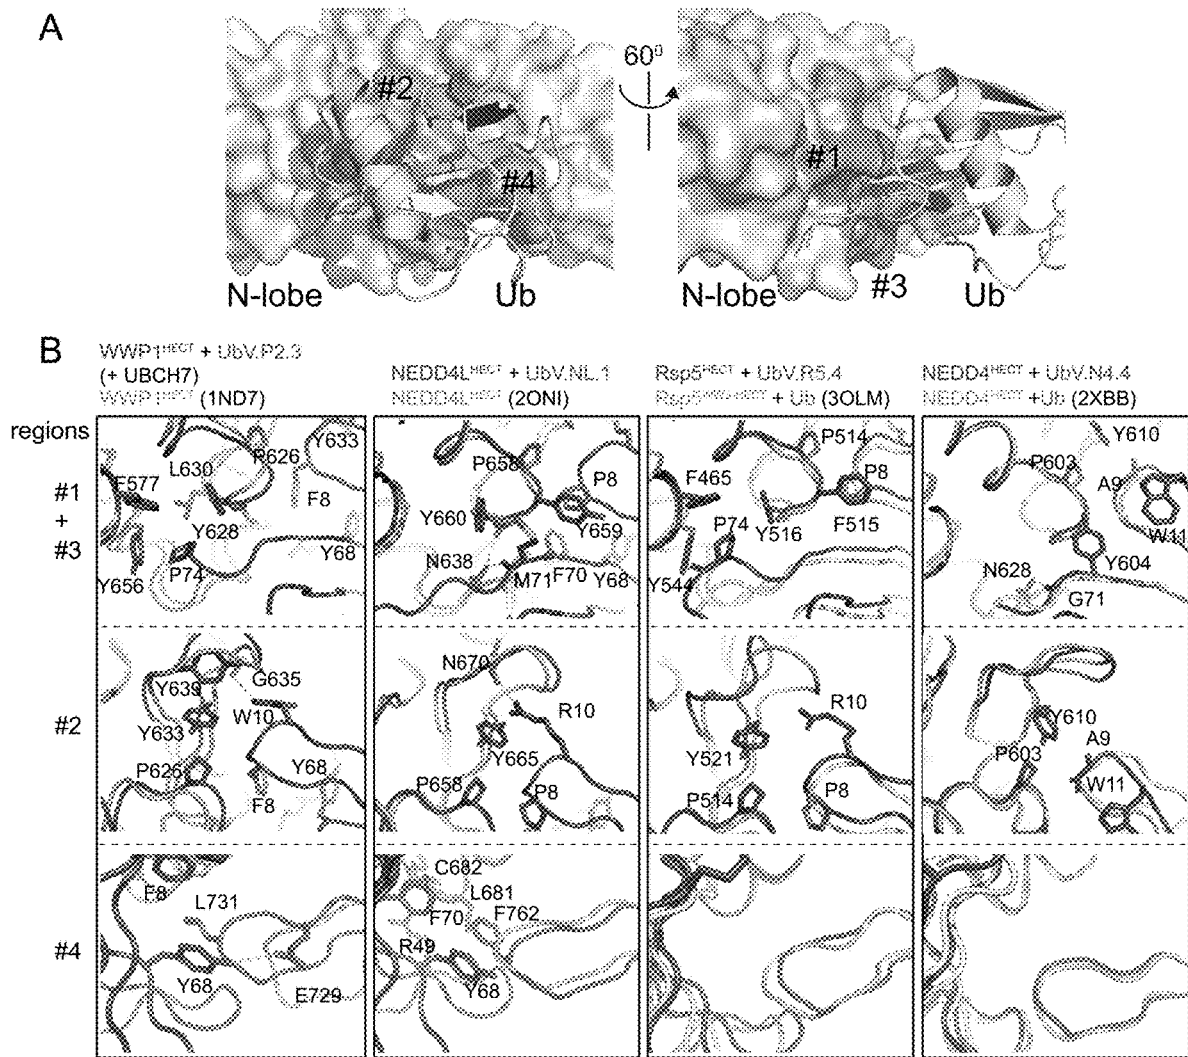 A
#2
#4
N-lobe
Ub
60⁰
#1
#3
N-lobe
Ub
B
WWP1ᴴᴱᶜᵀ + UbV.P2.3
(+ UBCH7)
WWP1ᴴᴱᶜᵀ (1ND7)
NEDD4Lᴴᴱᶜᵀ + UbV.NL.1
NEDD4Lᴴᴱᶜᵀ (2ONI)
Rsp5ᴴᴱᶜᵀ + UbV.R5.4
+ Ub (3OLM)
NEDD4ᴴᴱᶜᵀ + UbV.N4.4
NEDD4ᴴᴱᶜᵀ +Ub (2XBB)
regions
#1
+
#3
Y633
R626
L630
F577
F8
Y628
Y68
Y656
P74
P658
P8
Y660
Y659
N638
M71
F70
Y68
P514
F465
P8
P74
Y516
F515
Y544
Y610
P603
A9
W11
Y604
N628
G71
#2
Y639
G635
W10
Y633
Y68
P625
F8
N670
R10
Y665
P658
P8
R10
Y521
P514
P8
Y610
P603
A9
W11
#4
F8
L731
Y68
E729
C682
L681
F70
F762
R49
Y68